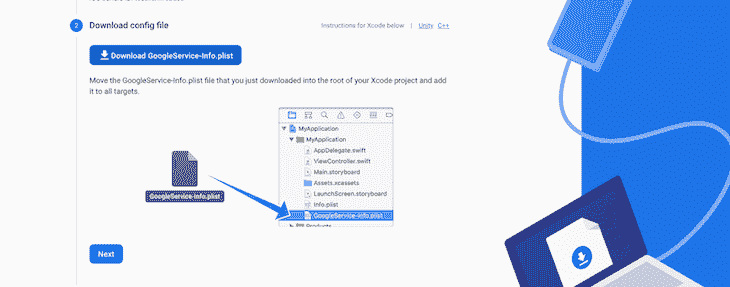 2 Download config file
Instructions for Xcode below | Unity C++
Download GoogleService-Info.plist
Move the GoogleService-Info.plist file that you just downloaded into the root of your Xcode project and add
it to all targets.
MyApplication
MyApplication
AppDelegate.swift
ViewController.swift
Main.storyboard
Assets.xcassets
LaunchScreen.storyboard
Info.plist
GoogleService-Info.plist
GoogleService-Info.plist
Products
Next